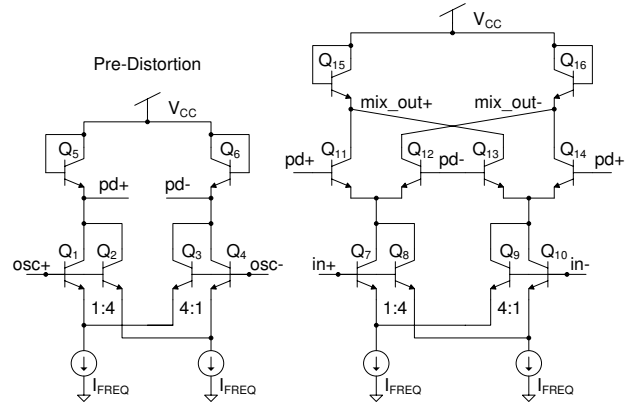 V_CC
Q_15
Q_16
Pre-Distortion
mix_out+
mix_out-
V_CC
Q_5
Q_6
Q_11
Q_12
Q_13
Q_14
pd+
pd-
pd+
pd-
pd+
Q_1
Q_2
Q_3
Q_4
Q_7
Q_8
Q_9
Q_10
osc+
osc-
in+
in-
1:4
4:1
1:4
4:1
I_FREQ
I_FREQ
I_FREQ
I_FREQ